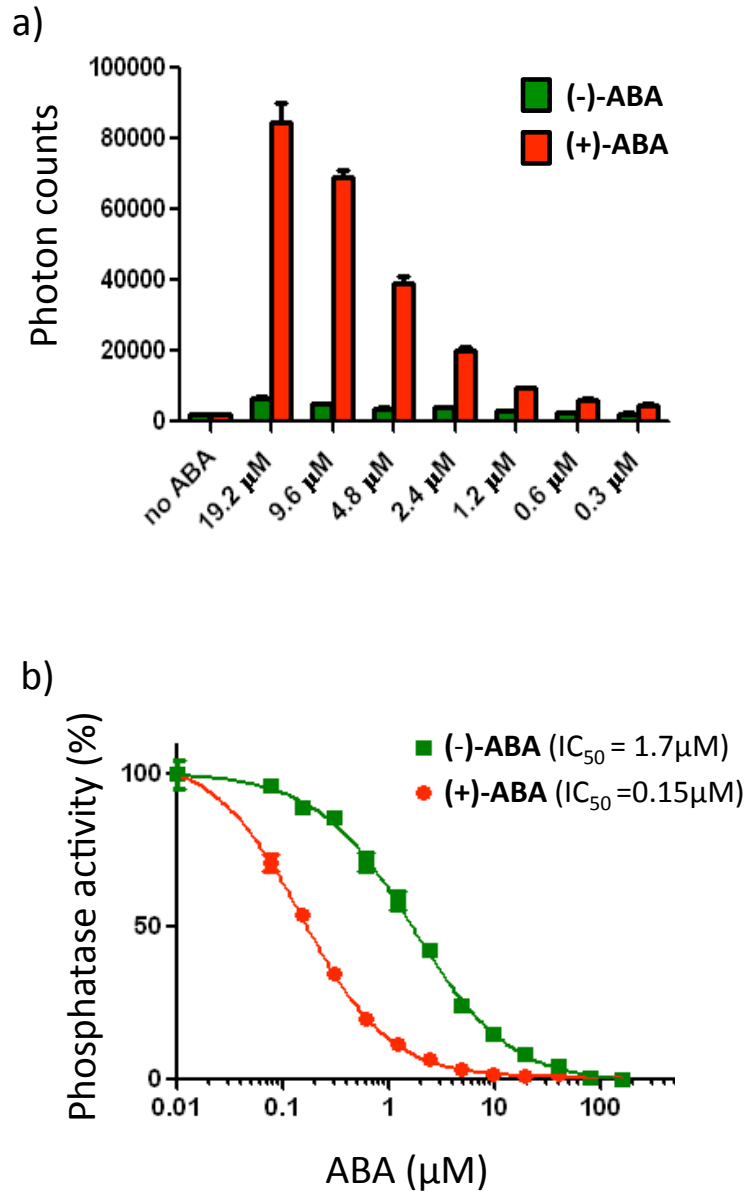 a)
Photon counts
100000
80000
60000
40000
20000
0
(-)-ABA
(+)-ABA
no ABA
19.2 µM
9.6 µM
4.8 µM
2.4 µM
1.2 µM
0.6 µM
0.3 µM
b)
Phosphatase activity (%)
100
50
0
(-)-ABA (IC50 = 1.7µM)
(+)-ABA (IC50 =0.15µM)
0.01
0.1
1
10
100
ABA (µM)